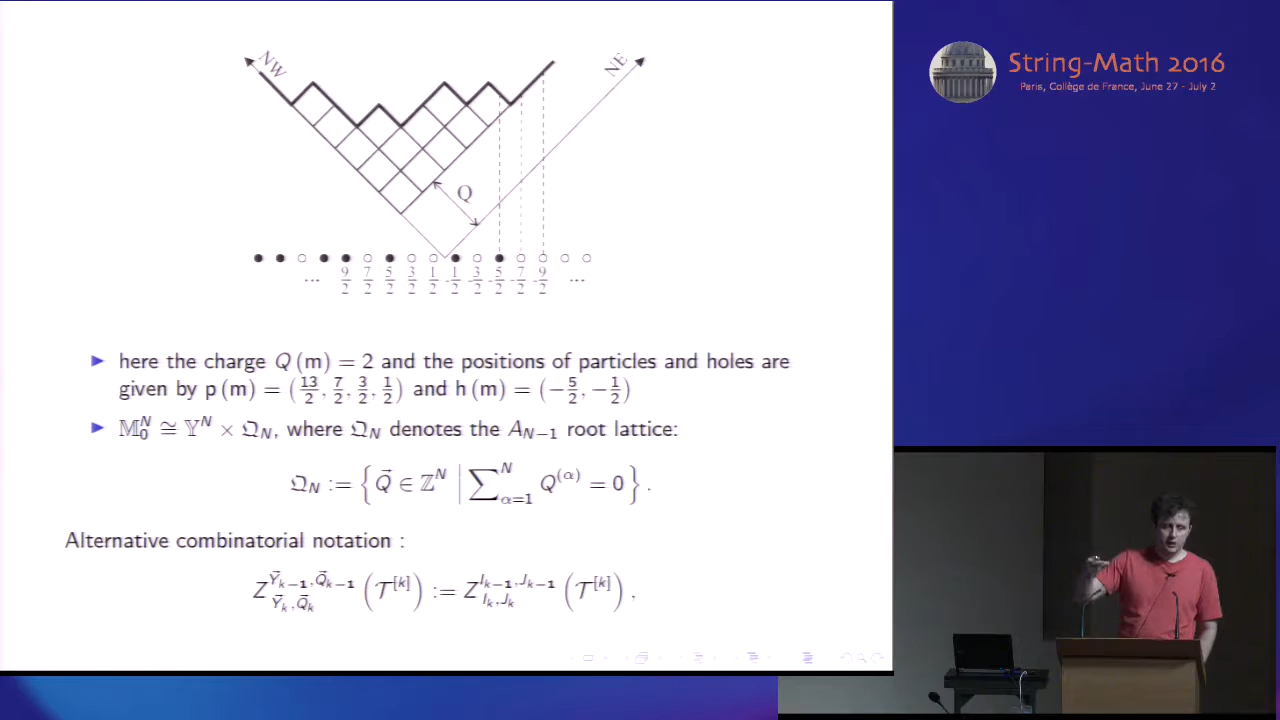 NW
NE
Q
... 9/2 7/2 5/2 3/2 1/2 -1/2 -3/2 -5/2 -7/2 -9/2 ...
here the charge Q(m) = 2 and the positions of particles and holes are
given by p(m) = (13/2, 7/2, 3/2, 1/2) and h(m) = (−5/2, −1/2)
𝕄₀ᴺ ≅ 𝕐ᴺ × 𝔔_N, where 𝔔_N denotes the A_{N−1} root lattice:
𝔔_N := { Q⃗ ∈ ℤᴺ | ∑_{α=1}^{N} Q^{(α)} = 0 } .
Alternative combinatorial notation :
Z^{Y⃗_{k−1}, Q⃗_{k−1}}_{Y⃗_k, Q⃗_k} (𝒯^{[k]}) := Z^{I_{k−1}, J_{k−1}}_{I_k, J_k} (𝒯^{[k]}) ,
String-Math 2016
Paris, Collège de France, June 27 - July 2